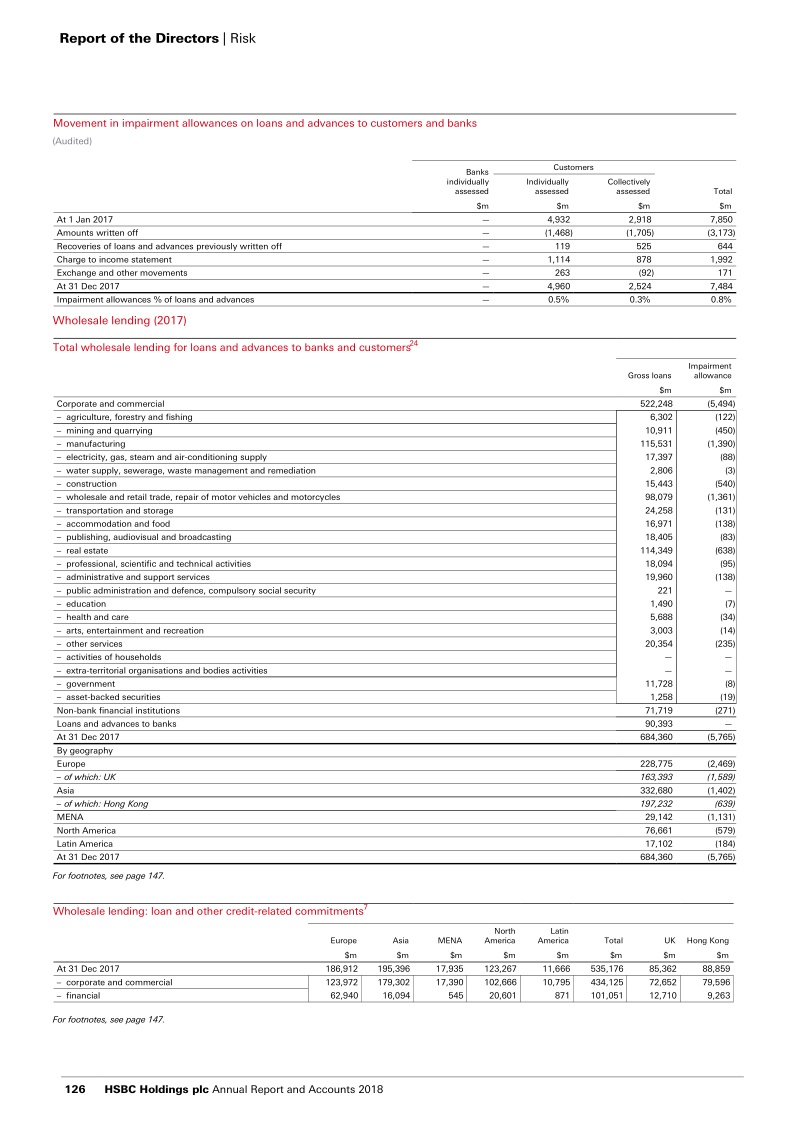 Report of the Directors | Risk
Movement in impairment allowances on loans and advances to customers and banks
(Audited)
Banks individually assessed Customers Individually assessed Collectively assessed Total
$m $m $m $m
At 1 Jan 2017 — 4,932 2,918 7,850
Amounts written off — (1,468) (1,705) (3,173)
Recoveries of loans and advances previously written off — 119 525 644
Charge to income statement — 1,114 878 1,992
Exchange and other movements — 263 (92) 171
At 31 Dec 2017 — 4,960 2,524 7,484
Impairment allowances % of loans and advances — 0.5% 0.3% 0.8%
Wholesale lending (2017)
Total wholesale lending for loans and advances to banks and customers24
Gross loans Impairment allowance
$m $m
Corporate and commercial 522,248 (5,494)
– agriculture, forestry and fishing 6,302 (122)
– mining and quarrying 10,911 (450)
– manufacturing 115,531 (1,390)
– electricity, gas, steam and air-conditioning supply 17,397 (88)
– water supply, sewerage, waste management and remediation 2,806 (3)
– construction 15,443 (540)
– wholesale and retail trade, repair of motor vehicles and motorcycles 98,079 (1,361)
– transportation and storage 24,258 (131)
– accommodation and food 16,971 (138)
– publishing, audiovisual and broadcasting 18,405 (83)
– real estate 114,349 (638)
– professional, scientific and technical activities 18,094 (95)
– administrative and support services 19,960 (138)
– public administration and defence, compulsory social security 221 —
– education 1,490 (7)
– health and care 5,688 (34)
– arts, entertainment and recreation 3,003 (14)
– other services 20,354 (235)
– activities of households — —
– extra-territorial organisations and bodies activities — —
– government 11,728 (8)
– asset-backed securities 1,258 (19)
Non-bank financial institutions 71,719 (271)
Loans and advances to banks 90,393 —
At 31 Dec 2017 684,360 (5,765)
By geography
Europe 228,775 (2,469)
– of which: UK 163,393 (1,589)
Asia 332,680 (1,402)
– of which: Hong Kong 197,232 (639)
MENA 29,142 (1,131)
North America 76,661 (579)
Latin America 17,102 (184)
At 31 Dec 2017 684,360 (5,765)
For footnotes, see page 147.
Wholesale lending: loan and other credit-related commitments7
Europe Asia MENA North America Latin America Total UK Hong Kong
$m $m $m $m $m $m $m $m
At 31 Dec 2017 186,912 195,396 17,935 123,267 11,666 535,176 85,362 88,859
– corporate and commercial 123,972 179,302 17,390 102,666 10,795 434,125 72,652 79,596
– financial 62,940 16,094 545 20,601 871 101,051 12,710 9,263
For footnotes, see page 147.
126 HSBC Holdings plc Annual Report and Accounts 2018